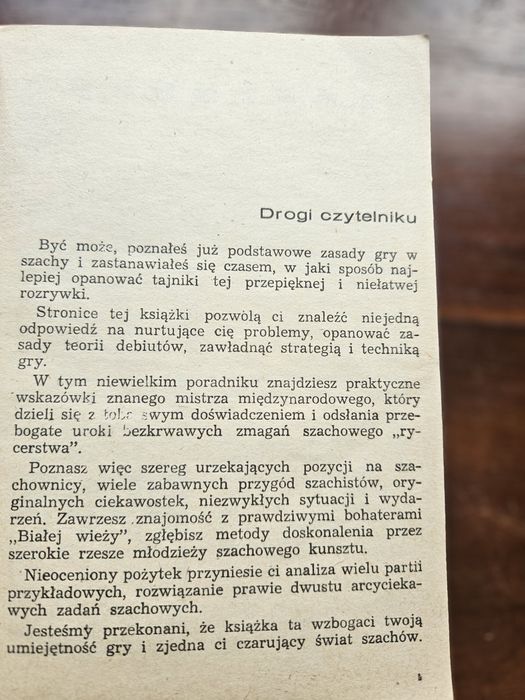 Drogi czytelniku
Być może, poznałeś już podstawowe zasady gry w
szachy i zastanawiałeś się czasem, w jaki sposób naj-
lepiej opanować tajniki tej przepięknej i niełatwej
rozrywki.
Stronice tej książki pozwolą ci znaleźć niejedną
odpowiedź na nurtujące cię problemy, opanować za-
sady teorii debiutów, zawładnąć strategią i techniką
gry.
W tym niewielkim poradniku znajdziesz praktyczne
wskazówki znanego mistrza międzynarodowego, który
dzieli się z tobą swym doświadczeniem i odsłania prze-
bogate uroki bezkrwawych zmagań szachowego „ry-
cerstwa”.
Poznasz więc szereg urzekających pozycji na sza-
chownicy, wiele zabawnych przygód szachistów, ory-
ginalnych ciekawostek, niezwykłych sytuacji i wyda-
rzeń. Zawrzesz znajomość z prawdziwymi bohaterami
„Białej wieży”, zgłębisz metody doskonalenia przez
szerokie rzesze młodzieży szachowego kunsztu.
Nieoceniony pożytek przyniesie ci analiza wielu partii
przykładowych, rozwiązanie prawie dwustu arcycieka-
wych zadań szachowych.
Jesteśmy przekonani, że książka ta wzbogaci twoją
umiejętność gry i zjedna ci czarujący świat szachów.